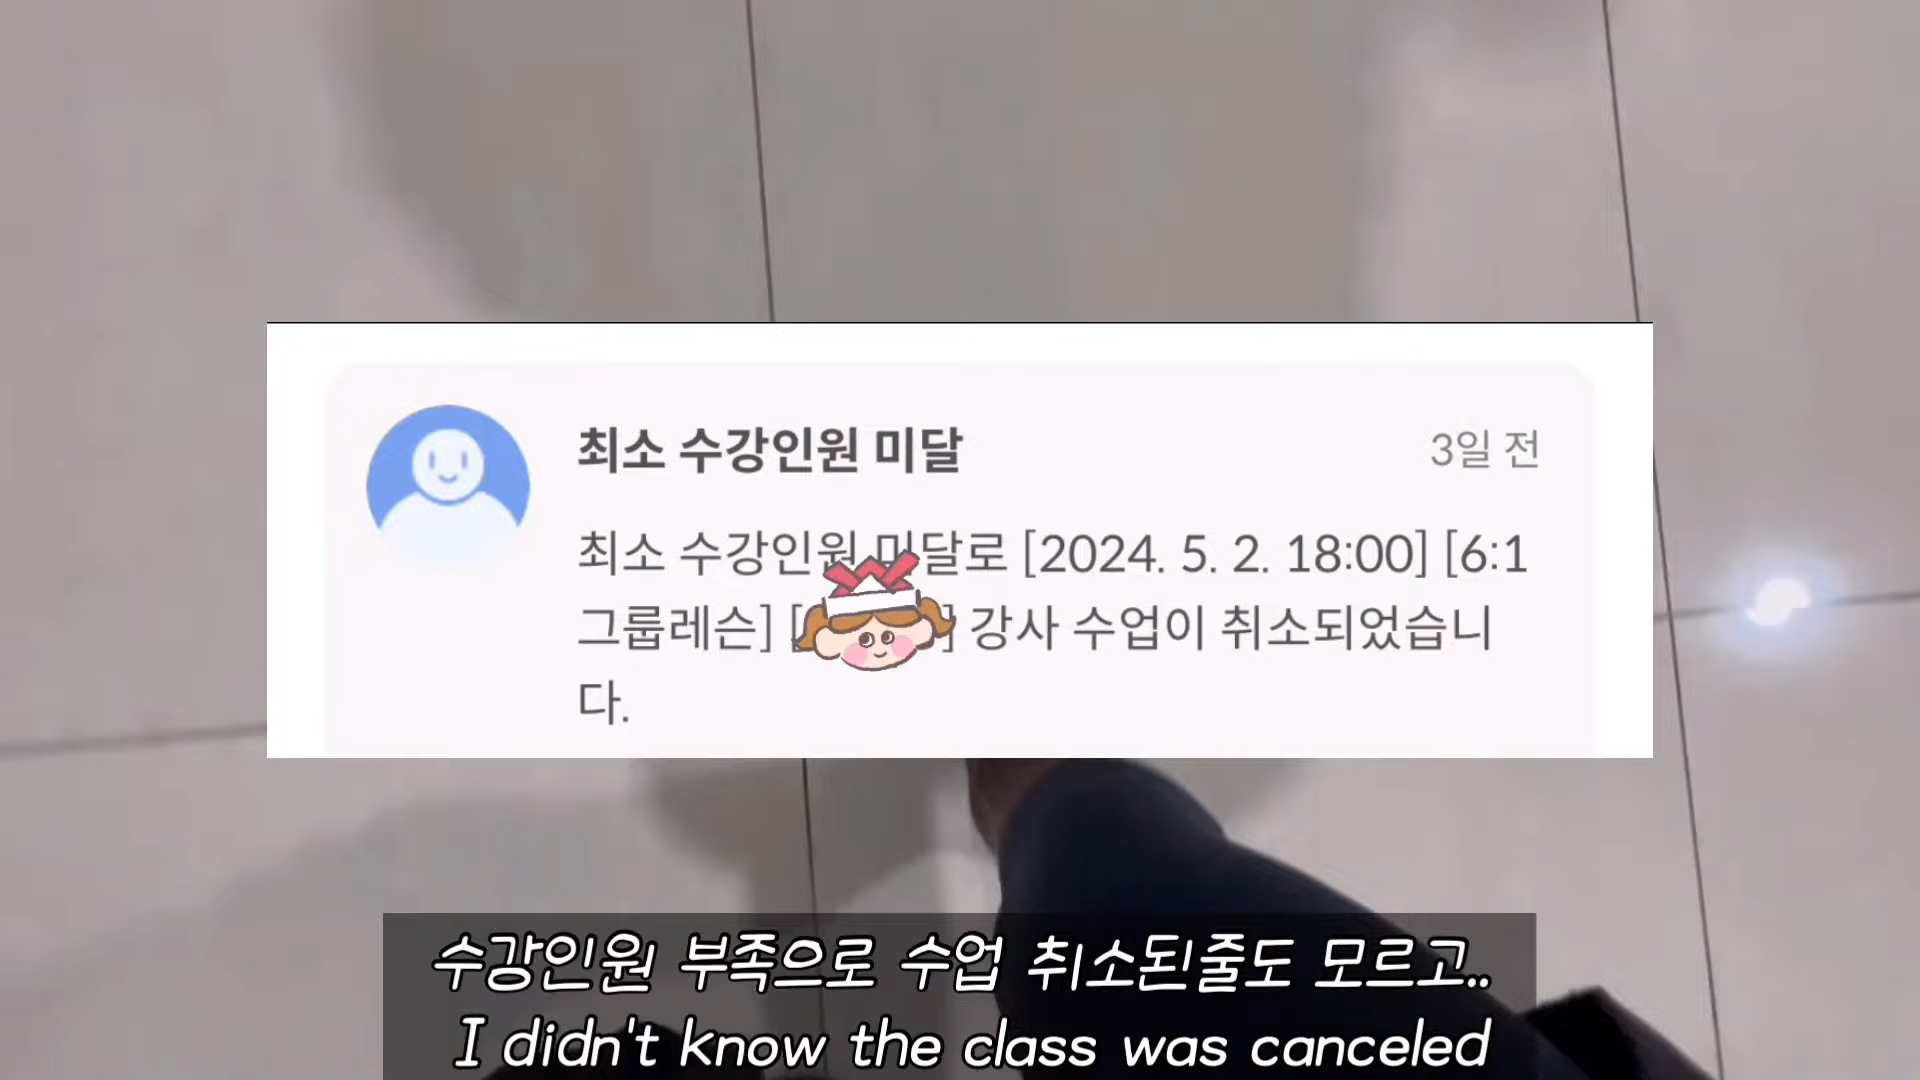 최소 수강인원 미달
3일 전
최소 수강인원 미달로 [2024. 5. 2. 18:00] [6:1
그룹레슨] [ ] 강사 수업이 취소되었습니
다.
수강인원 부족으로 수업 취소된줄도 모르고..
I didn't know the class was canceled